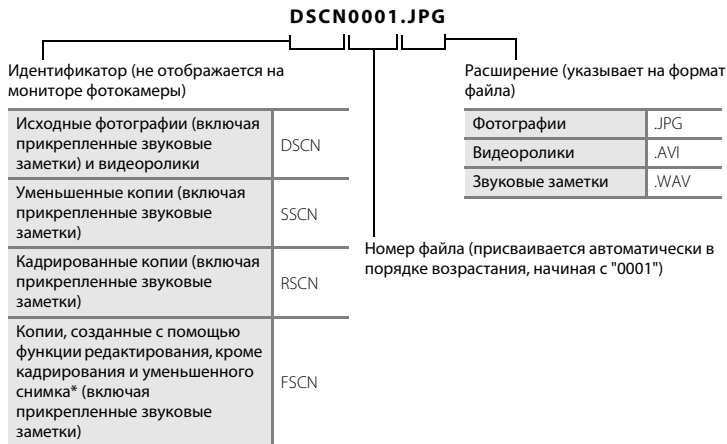 DSCN0001.JPG
Идентификатор (не отображается на
мониторе фотокамеры)
Исходные фотографии (включая
прикрепленные звуковые
заметки) и видеоролики
DSCN
Уменьшенные копии (включая
прикрепленные звуковые
заметки)
SSCN
Кадрированные копии (включая
прикрепленные звуковые
заметки)
RSCN
Копии, созданные с помощью
функции редактирования, кроме
кадрирования и уменьшенного
снимка* (включая
прикрепленные звуковые
заметки)
FSCN
Расширение (указывает на формат
файла)
Фотографии
.JPG
Видеоролики
.AVI
Звуковые заметки
.WAV
Номер файла (присваивается автоматически в
порядке возрастания, начиная с "0001")